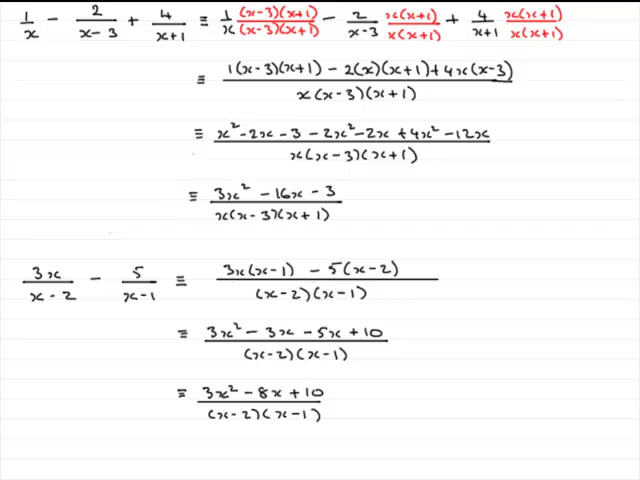 1/x − 2/(x−3) + 4/(x+1) ≡ 1/x (x−3)(x+1)/(x−3)(x+1) − 2/(x−3) x(x+1)/x(x+1) + 4/(x+1) x(x+1)/x(x+1)
≡ (1(x−3)(x+1) − 2(x)(x+1) + 4x(x−3))/(x(x−3)(x+1))
≡ (x² − 2x − 3 − 2x² − 2x + 4x² − 12x)/(x(x−3)(x+1))
≡ (3x² − 16x − 3)/(x(x−3)(x+1))
3x/(x−2) − 5/(x−1) ≡ (3x(x−1) − 5(x−2))/((x−2)(x−1))
≡ (3x² − 3x − 5x + 10)/((x−2)(x−1))
≡ (3x² − 8x + 10)/((x−2)(x−1))